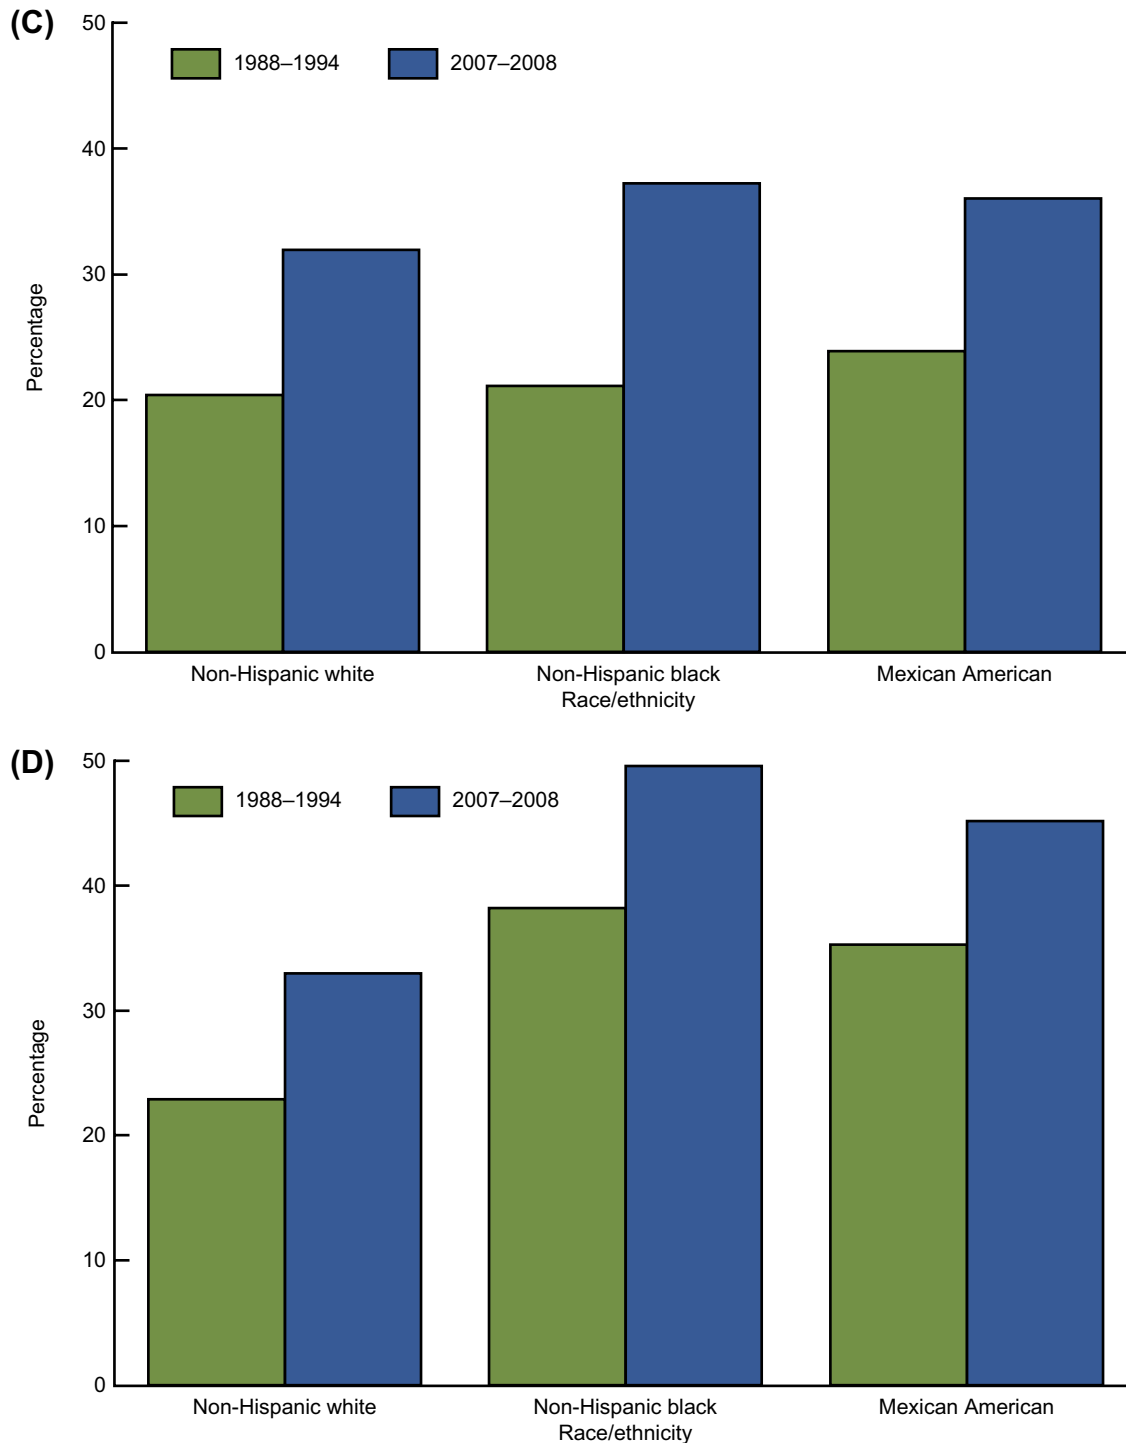 (C)
50
1988–1994
2007–2008
40
30
Percentage
20
10
0
Non-Hispanic white
Non-Hispanic black
Mexican American
Race/ethnicity
(D)
50
1988–1994
2007–2008
40
30
Percentage
20
10
0
Non-Hispanic white
Non-Hispanic black
Mexican American
Race/ethnicity